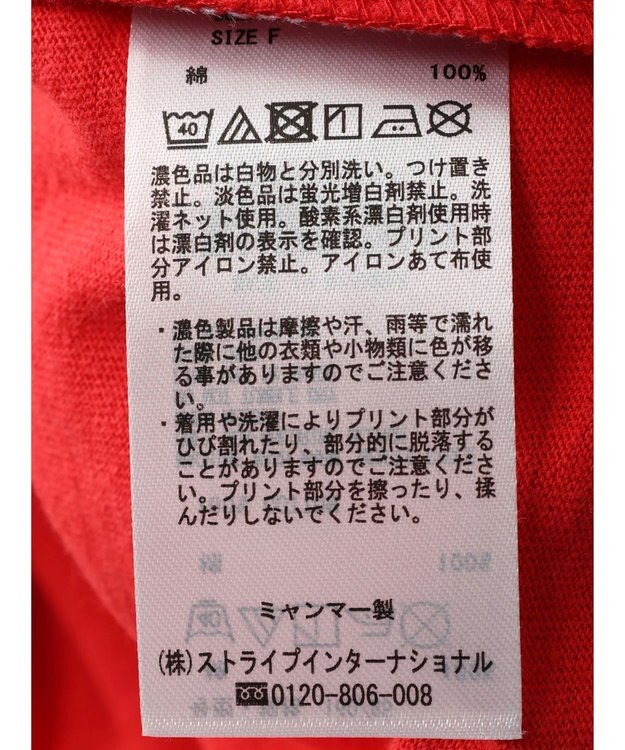 SIZE F
綿 100%
40
濃色品は白物と分別洗い。つけ置き
禁止。淡色品は蛍光増白剤禁止。洗
濯ネット使用。酸素系漂白剤使用時
は漂白剤の表示を確認。プリント部
分アイロン禁止。アイロンあて布使
用。
・濃色製品は摩擦や汗、雨等で濡れ
た際に他の衣類や小物類に色が移
る事がありますのでご注意くださ
い。
・着用や洗濯によりプリント部分が
ひび割れたり、部分的に脱落する
ことがありますのでご注意くださ
い。プリント部分を擦ったり、揉
んだりしないでください。
ミャンマー製
(株)ストライプインターナショナル
0120-806-008